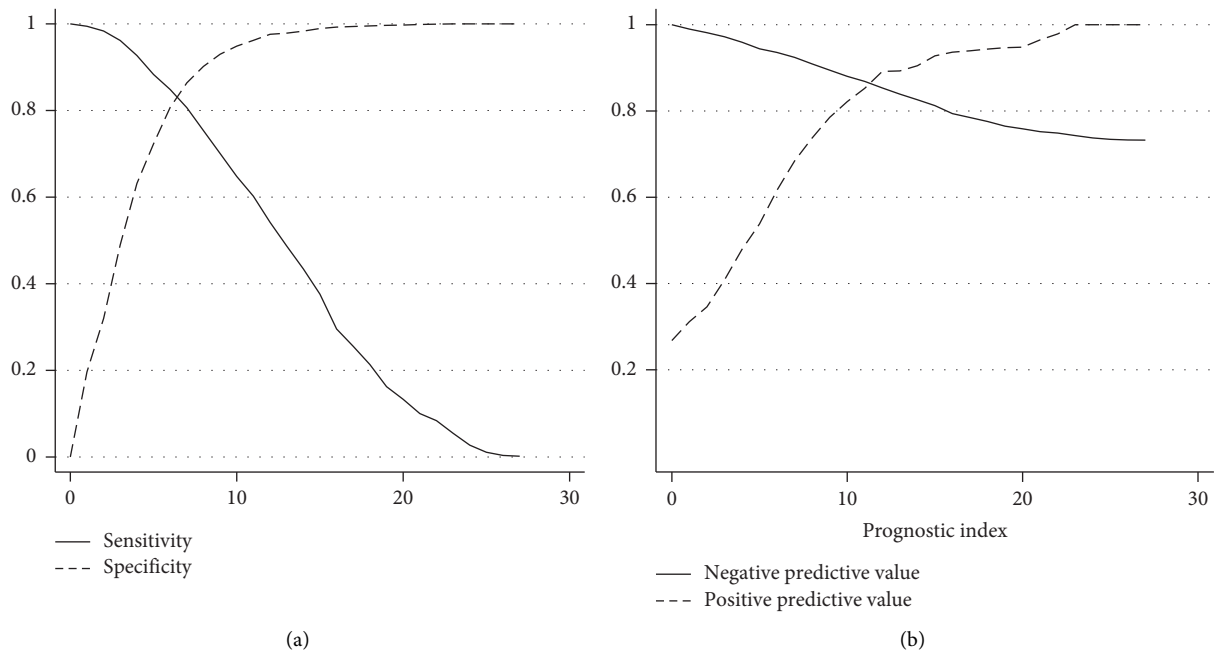 1
0.8
0.6
0.4
0.2
0
0 10 20 30
Sensitivity
Specificity
(a)
1
0.8
0.6
0.4
0.2
0 10 20 30
Prognostic index
Negative predictive value
Positive predictive value
(b)